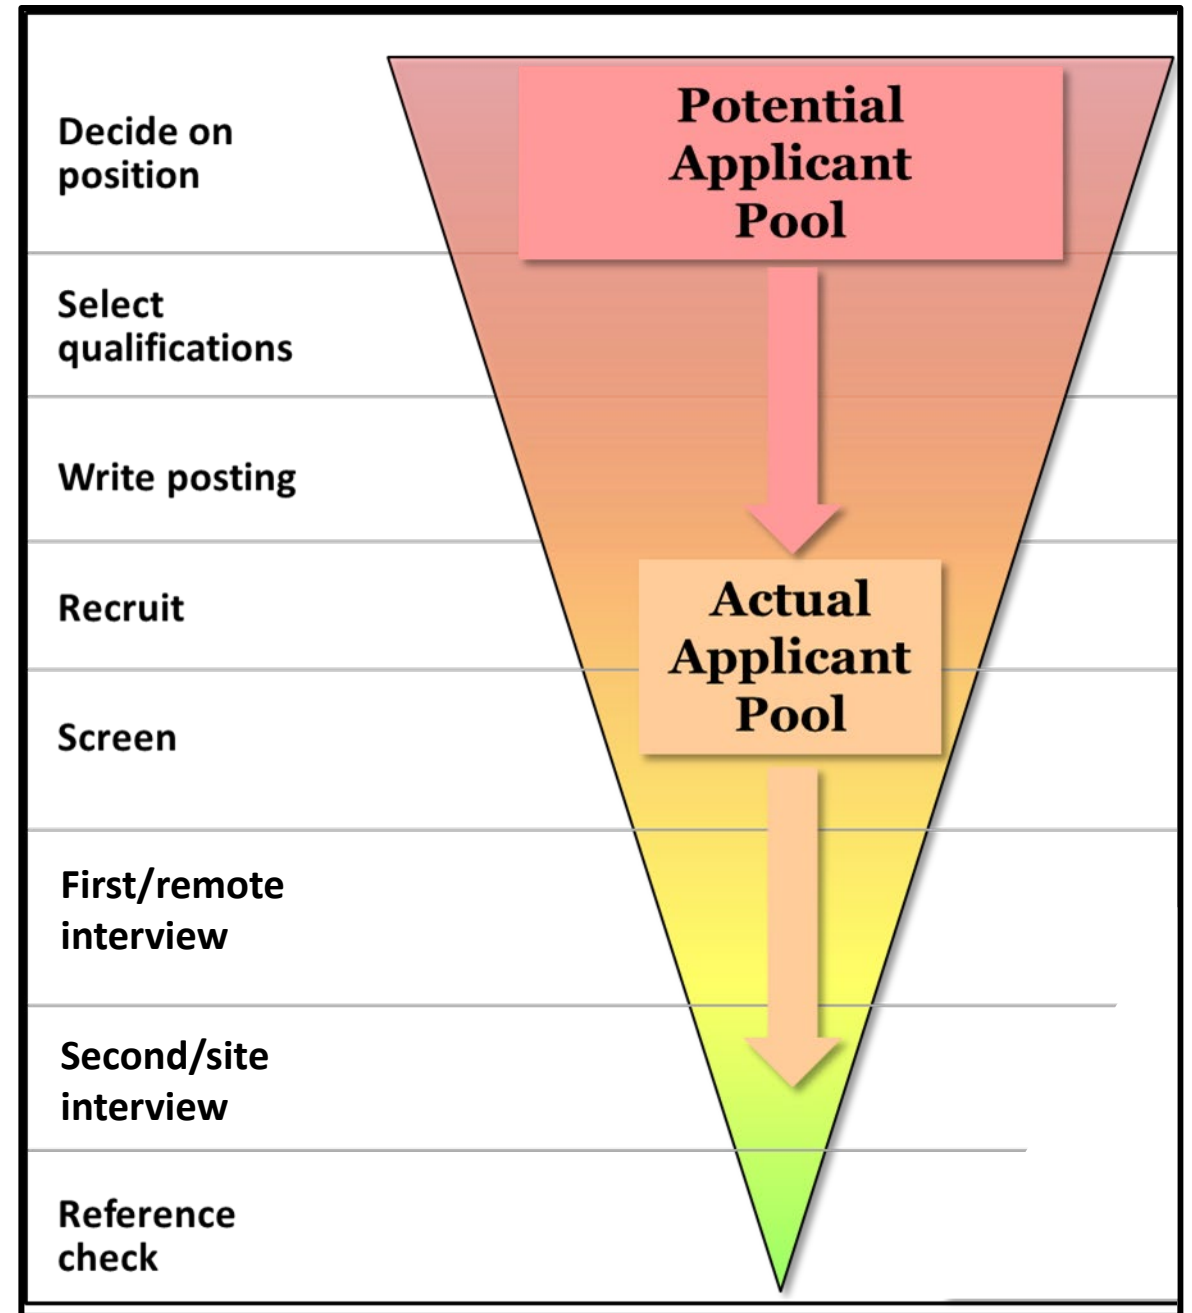 Decide on
position
Potential
Applicant
Pool
Select
qualifications
Write posting
Recruit
Actual
Applicant
Pool
Screen
First/remote
interview
Second/site
interview
Reference
check